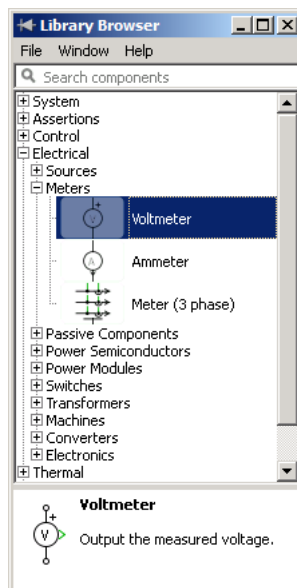 Library Browser
File Window Help
Search components
System
Assertions
Control
Electrical
Sources
Meters
V
Voltmeter
A
Ammeter
Meter (3 phase)
Passive Components
Power Semiconductors
Power Modules
Switches
Transformers
Machines
Converters
Electronics
Thermal
Voltmeter
V
Output the measured voltage.